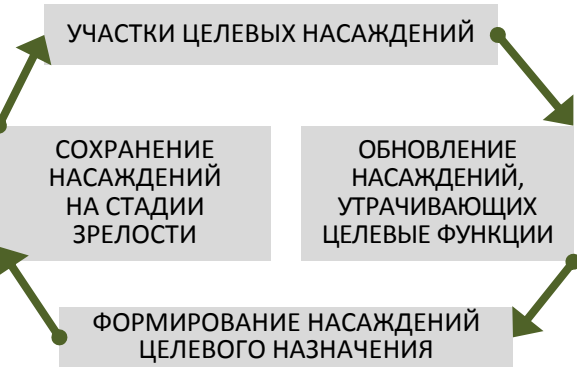 УЧАСТКИ ЦЕЛЕВЫХ НАСАЖДЕНИЙ
СОХРАНЕНИЕ
НАСАЖДЕНИЙ
НА СТАДИИ
ЗРЕЛОСТИ
ОБНОВЛЕНИЕ
НАСАЖДЕНИЙ,
УТРАЧИВАЮЩИХ
ЦЕЛЕВЫЕ ФУНКЦИИ
ФОРМИРОВАНИЕ НАСАЖДЕНИЙ
ЦЕЛЕВОГО НАЗНАЧЕНИЯ